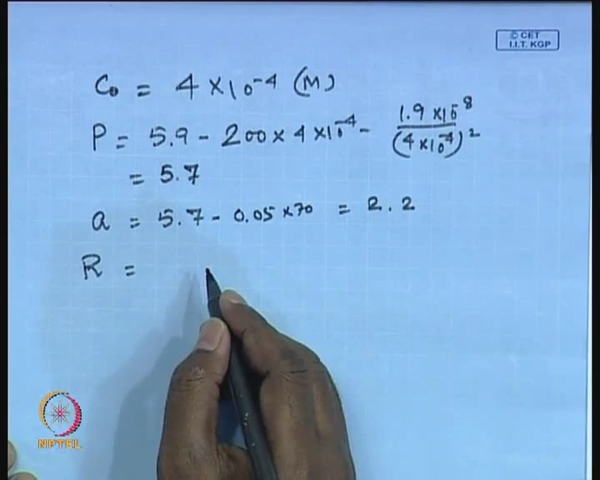 © CET
I.I.T. KGP
C₀ = 4 × 10⁻⁴ (M)
P = 5.9 - 200 × 4 × 10⁻⁴ - 1.9 × 10⁻⁸ / (4 × 10⁻⁴)²
= 5.7
a = 5.7 - 0.05 × 70 = 2.2
R =
NPTEL